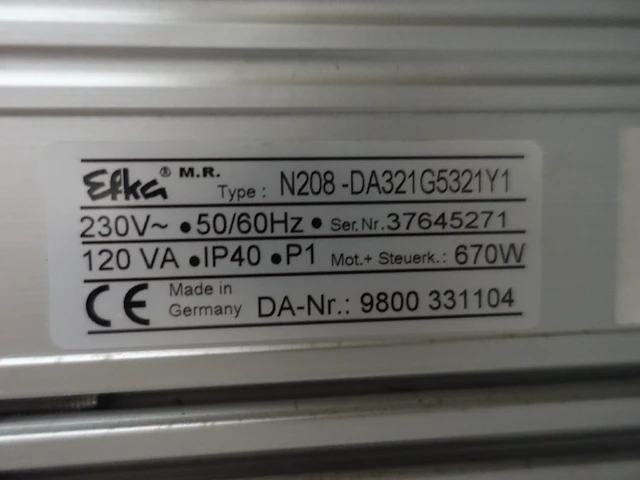 Efka® M.R. Type : N208 -DA321G5321Y1
230V~ •50/60Hz • Ser.Nr.37645271
120 VA •IP40 •P1 Mot.+ Steuerk.: 670W
CE Made in Germany DA-Nr.: 9800 331104